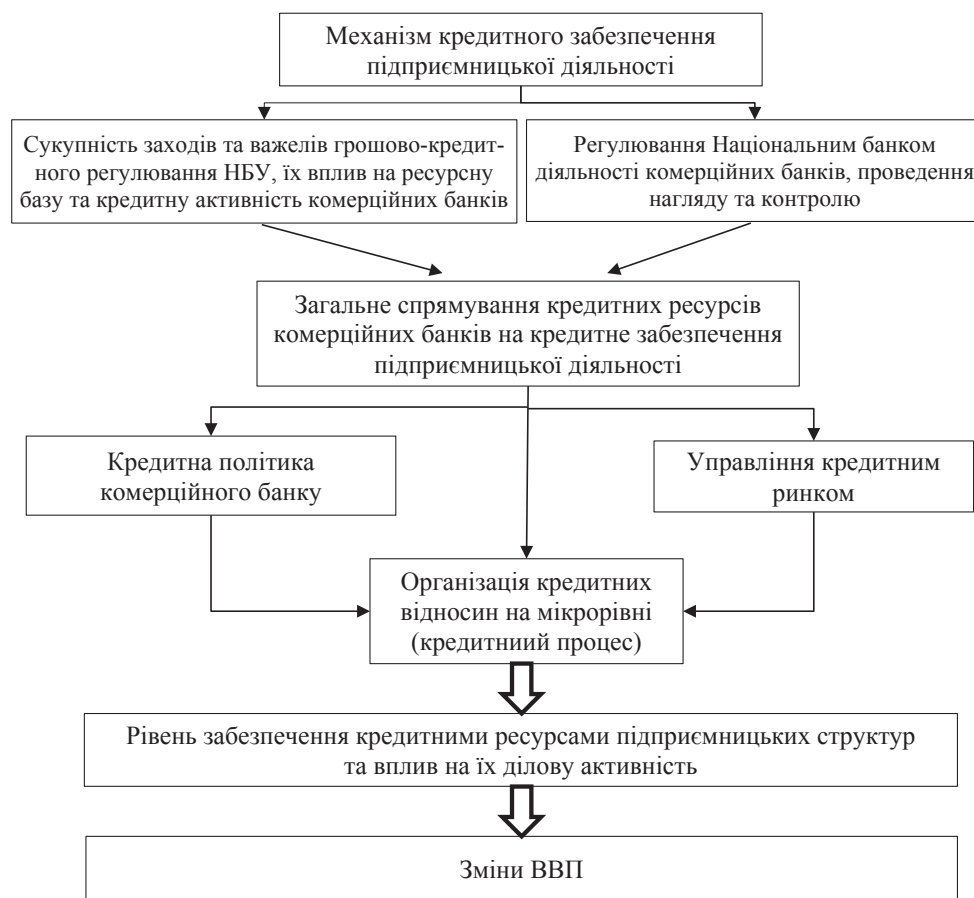 Механізм кредитного забезпечення
підприємницької діяльності
Сукупність заходів та важелів грошово-кредит-
ного регулювання НБУ, їх вплив на ресурсну
базу та кредитну активність комерційних банків
Регулювання Національним банком
діяльності комерційних банків, проведення
нагляду та контролю
Загальне спрямування кредитних ресурсів
комерційних банків на кредитне забезпечення
підприємницької діяльності
Кредитна політика
комерційного банку
Управління кредитним
ринком
Організація кредитних
відносин на мікрорівні
(кредитниий процес)
Рівень забезпечення кредитними ресурсами підприємницьких структур
та вплив на їх ділову активність
Зміни ВВП